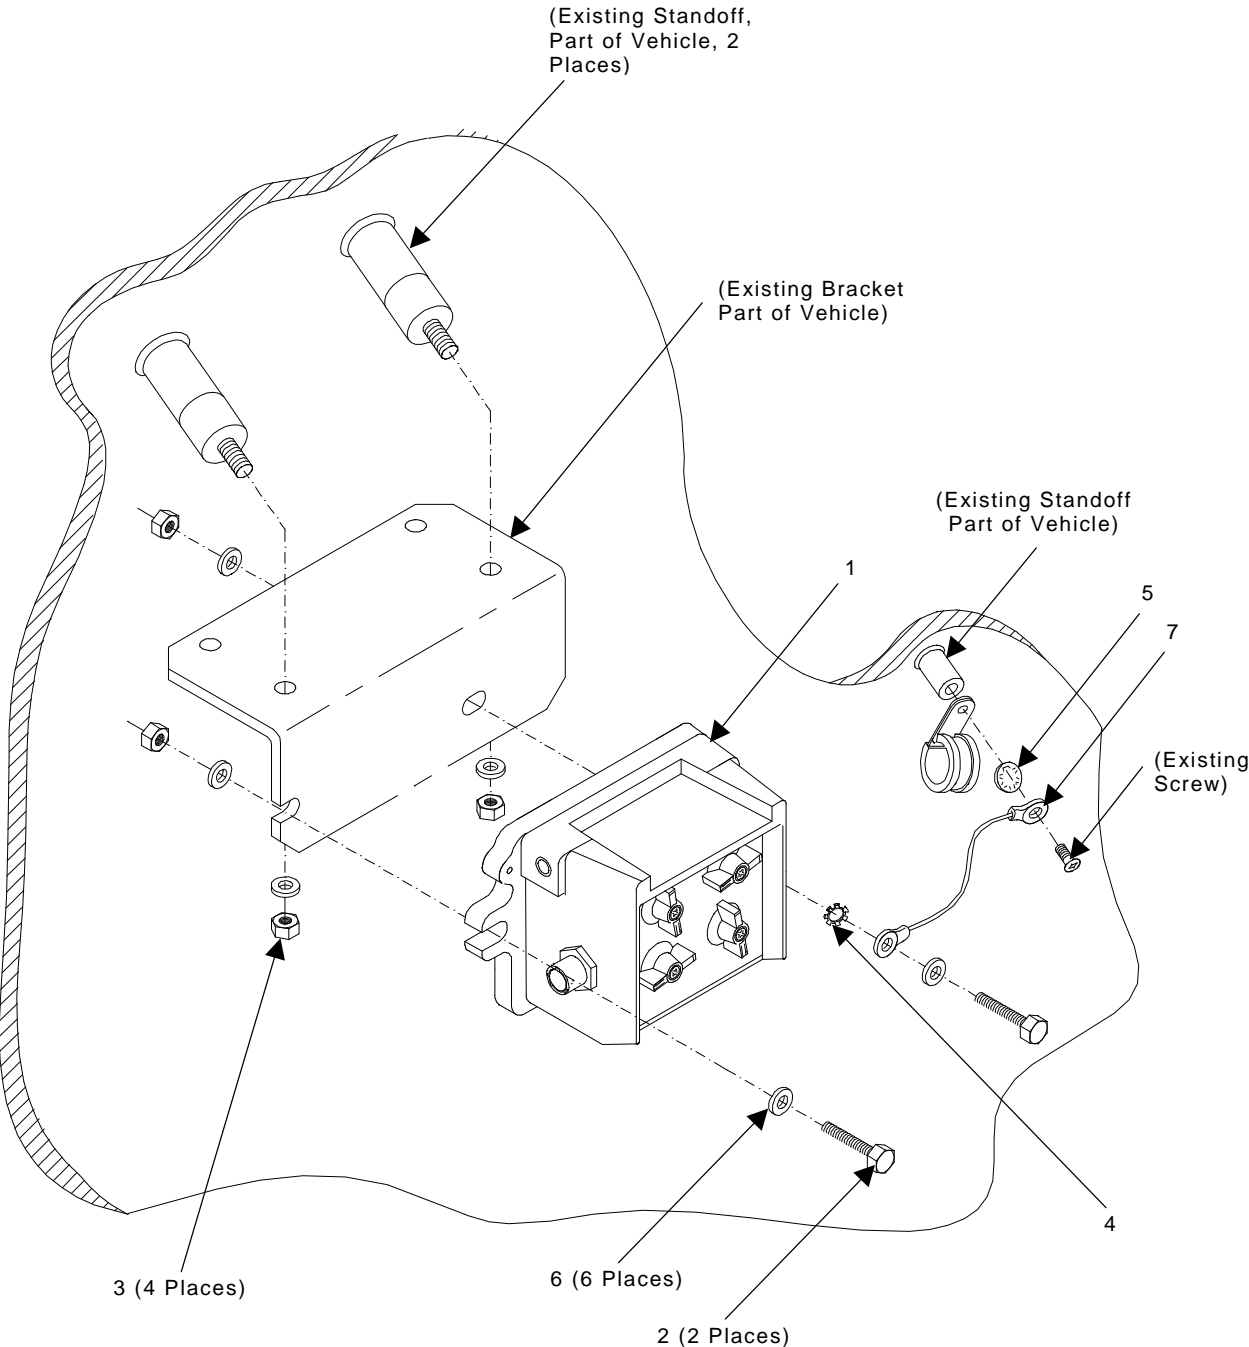 (Existing Standoff,
Part of Vehicle, 2
Places)
(Existing Bracket
Part of Vehicle)
(Existing Standoff
Part of Vehicle)
1
5
7
(Existing
Screw)
4
3 (4 Places)
6 (6 Places)
2 (2 Places)